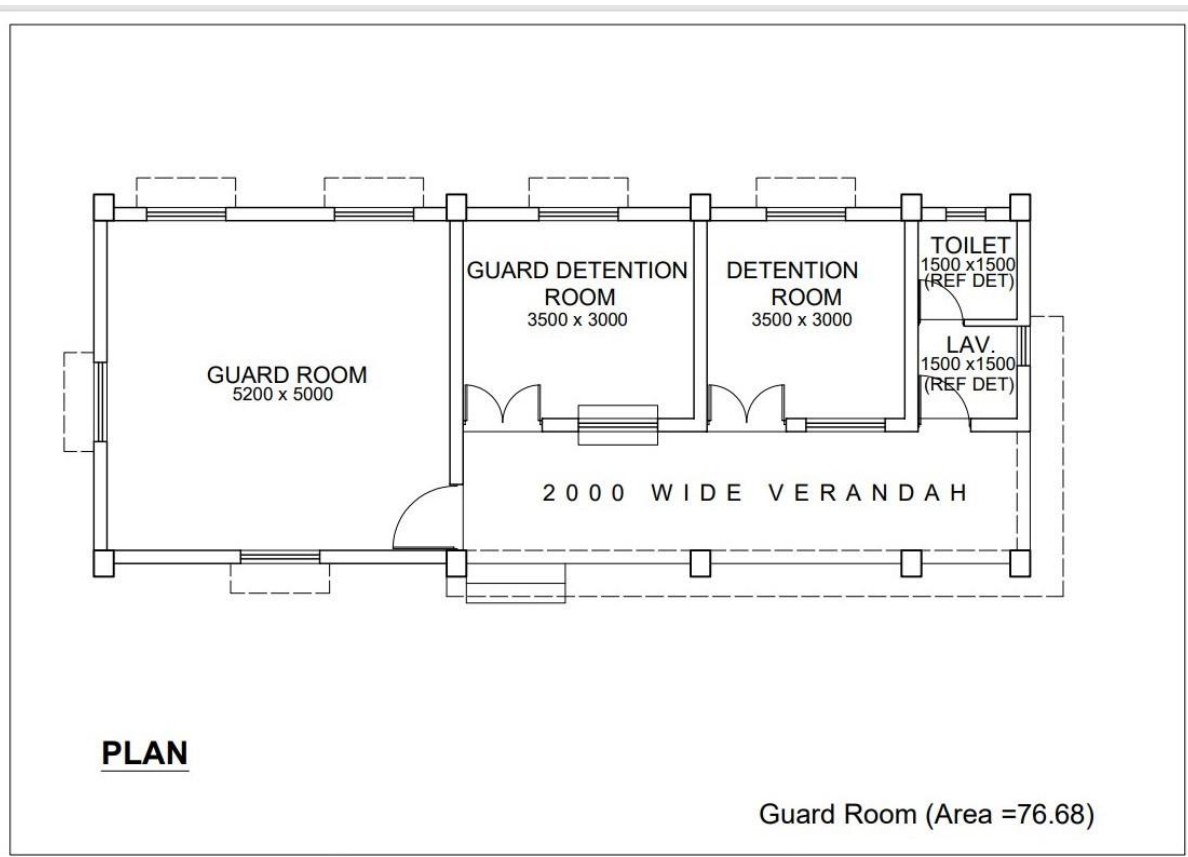 GUARD ROOM
5200 x 5000
GUARD DETENTION
ROOM
3500 x 3000
DETENTION
ROOM
3500 x 3000
TOILET
1500 x1500
(REF DET)
LAV.
1500 x1500
(REF DET)
2000 WIDE VERANDAH
PLAN
Guard Room (Area =76.68)